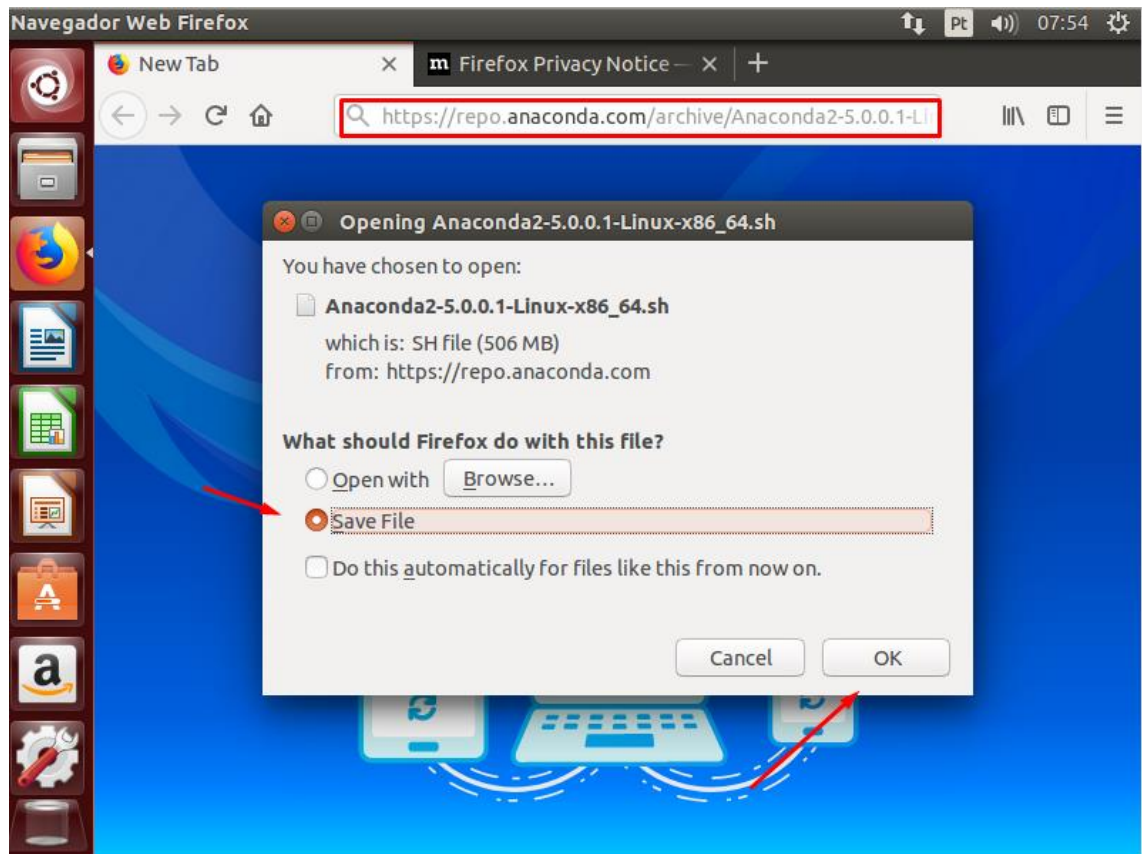 Navegador Web Firefox
Pt
07:54
New Tab
m Firefox Privacy Notice —
https://repo.anaconda.com/archive/Anaconda2-5.0.0.1-Li
Opening Anaconda2-5.0.0.1-Linux-x86_64.sh
You have chosen to open:
Anaconda2-5.0.0.1-Linux-x86_64.sh
which is: SH file (506 MB)
from: https://repo.anaconda.com
What should Firefox do with this file?
Open with
Browse...
Save File
Do this automatically for files like this from now on.
Cancel
OK
a